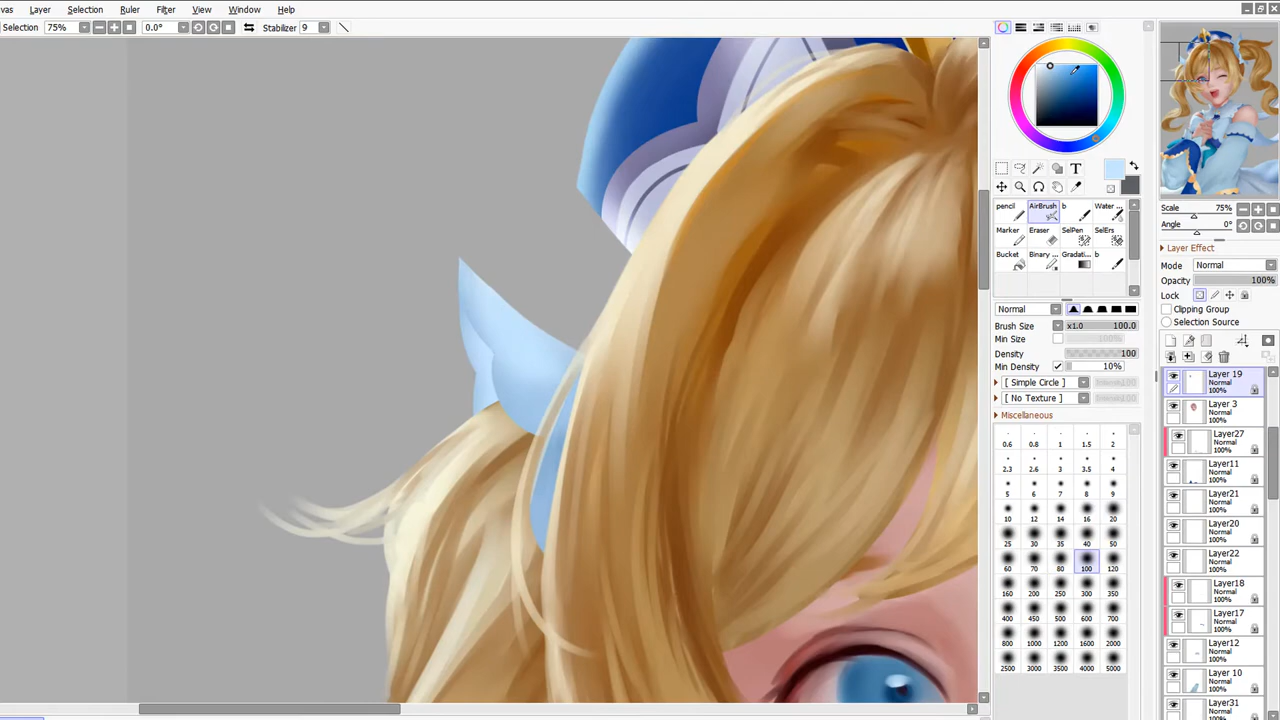 vas Layer Selection Ruler Filter View Window Help
Selection 75% 0.0° Stabilizer 9
T
pencil AirBrush b Water ...
Marker Eraser SelPen SelErs
Bucket Binary ... Gradati... b
Normal
Brush Size x1.0 100.0
Min Size 100%
Density 100
Min Density 10%
[ Simple Circle ]
[ No Texture ]
Miscellaneous
0.6 0.8 1 1.5 2
2.3 2.6 3 3.5 4
5 6 7 8 9
10 12 14 16 20
25 30 35 40 50
60 70 80 100 120
160 200 250 300 350
400 450 500 600 700
800 1000 1200 1600 2000
2500 3000 3500 4000 5000
Scale 75%
Angle 0°
Layer Effect
Mode Normal
Opacity 100%
Lock
Clipping Group
Selection Source
Layer 19
Normal
100%
Layer 3
Normal
100%
Layer27
Normal
100%
Layer11
Normal
100%
Layer21
Normal
100%
Layer20
Normal
100%
Layer22
Normal
100%
Layer18
Normal
100%
Layer17
Normal
100%
Layer12
Normal
100%
Layer 10
Normal
100%
Layer31
Normal